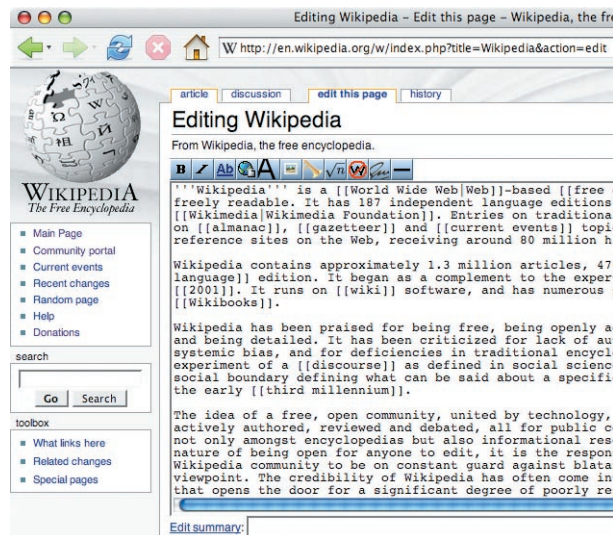 Editing Wikipedia – Edit this page – Wikipedia, the fr
W http://en.wikipedia.org/w/index.php?title=Wikipedia&action=edit
article discussion edit this page history
Editing Wikipedia
From Wikipedia, the free encyclopedia.
B I Ab A √n W
WIKIPEDIA
The Free Encyclopedia
Main Page
Community portal
Current events
Recent changes
Random page
Help
Donations
search
Go Search
toolbox
What links here
Related changes
Special pages
'''Wikipedia''' is a [[World Wide Web|Web]]-based [[free
freely readable. It has 187 independent language editions
[[Wikimedia|Wikimedia Foundation]]. Entries on traditiona
on [[almanac]], [[gazetteer]] and [[current events]] topi
reference sites on the Web, receiving around 80 million h
Wikipedia contains approximately 1.3 million articles, 47
language]] edition. It began as a complement to the exper
[[2001]]. It runs on [[wiki]] software, and has numerous
[[Wikibooks]].
Wikipedia has been praised for being free, being openly a
and being detailed. It has been criticized for lack of au
systemic bias, and for deficiencies in traditional encycl
experiment of a [[discourse]] as defined in social scienc
social boundary defining what can be said about a specifi
the early [[third millennium]].
The idea of a free, open community, united by technology,
actively authored, reviewed and debated, all for public c
not only amongst encyclopedias but also informational res
nature of being open for anyone to edit, it is the respon
Wikipedia community to be on constant guard against blata
viewpoint. The credibility of Wikipedia has often come in
that opens the door for a significant degree of poorly re
Edit summary: